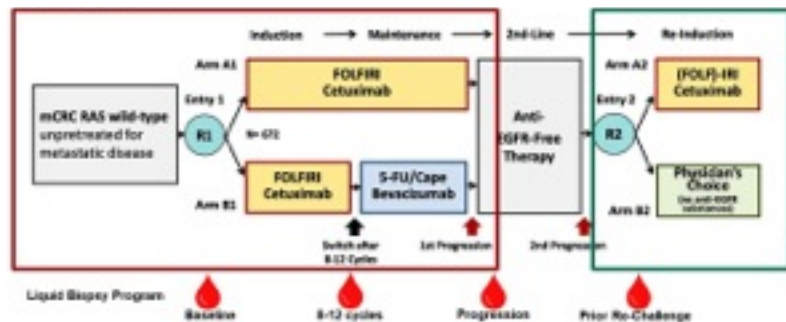 Induction Maintenance 2nd-Line Re-Induction
Arm A1
FOLFIRI
Cetuximab
Arm A2
(FOLF)-IRI
Cetuximab
mCRC RAS wild-type
unpretreated for
metastatic disease
Entry 1
R1
N= 672
Anti-
EGFR-Free
Therapy
Entry 2
R2
Arm B1
FOLFIRI
Cetuximab
5-FU/Cape
Bevacizumab
Arm B2
Physician's
Choice
(no anti-EGFR
substances)
Switch after
8-12 Cycles
1st Progression
2nd Progression
Liquid Biopsy Program
Baseline
8-12 cycles
Progression
Prior Re-Challenge